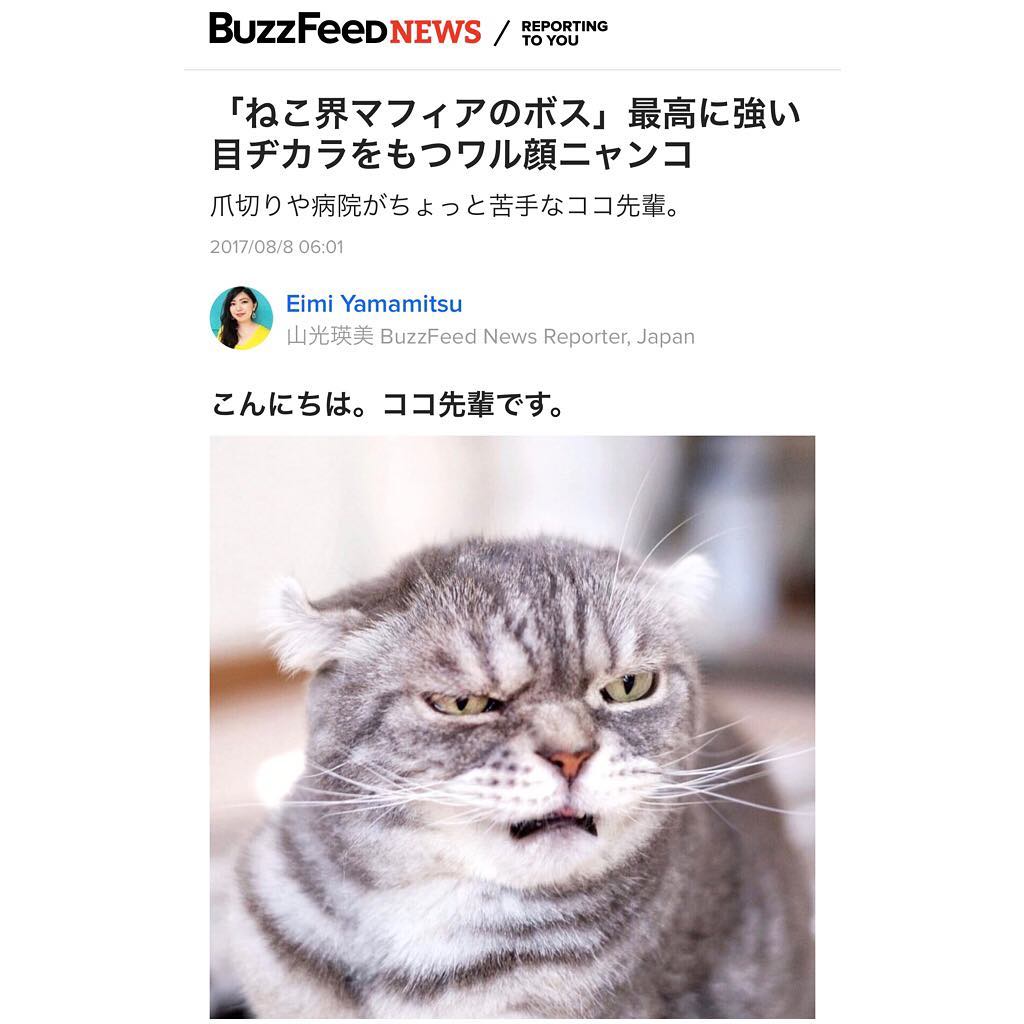 BuzzFeed NEWS / REPORTING
TO YOU
「ねこ界マフィアのボス」最高に強い
目ヂカラをもつワル顔ニャンコ
爪切りや病院がちょっと苦手なココ先輩。
2017/08/8 06:01
Eimi Yamamitsu
山光瑛美 BuzzFeed News Reporter, Japan
こんにちは。ココ先輩です。